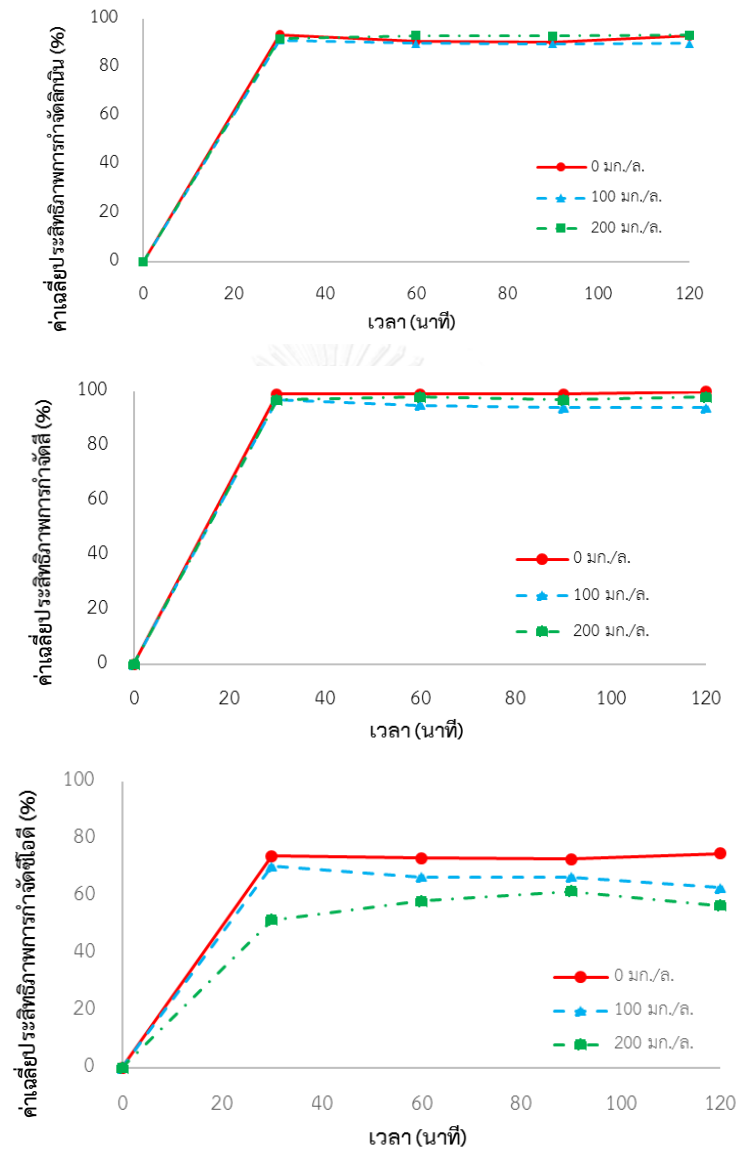 ค่าเฉลี่ยประสิทธิภาพการกำจัดลิกนิน (%)
100
80
60
40
20
0
0 20 40 60 80 100 120
เวลา (นาที)
0 มก./ล.
100 มก./ล.
200 มก./ล.
ค่าเฉลี่ยประสิทธิภาพการกำจัดสี (%)
100
80
60
40
20
0
0 20 40 60 80 100 120
เวลา (นาที)
0 มก./ล.
100 มก./ล.
200 มก./ล.
ค่าเฉลี่ยประสิทธิภาพการกำจัดซีโอดี (%)
100
80
60
40
20
0
0 20 40 60 80 100 120
เวลา (นาที)
0 มก./ล.
100 มก./ล.
200 มก./ล.